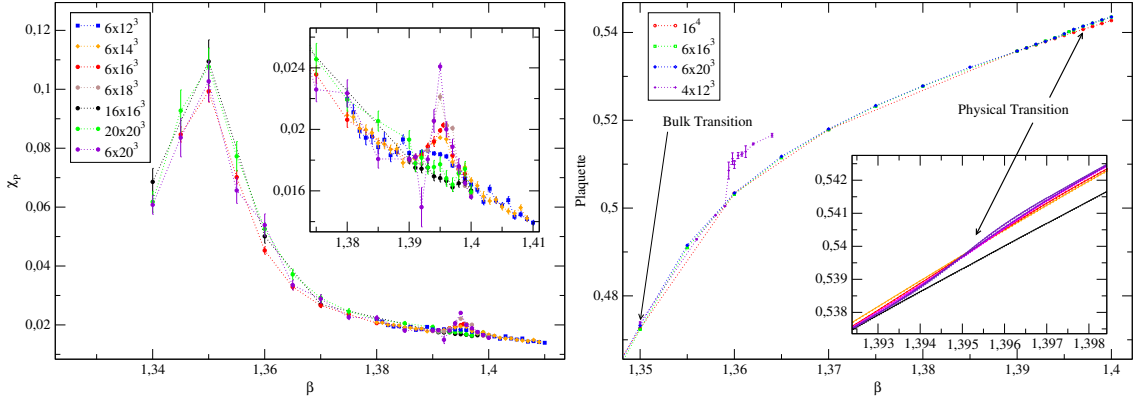 0,12
0,1
0,08
0,06
0,04
0,02
χP
6x12³
6x14³
6x16³
6x18³
16x16³
20x20³
6x20³
0,024
0,02
0,016
1,38
1,39
1,4
1,41
1,34
1,36
1,38
1,4
β
0,54
0,52
0,5
0,48
Plaquette
16⁴
6x16³
6x20³
4x12³
Bulk Transition
Physical Transition
0,542
0,541
0,54
0,539
0,538
1,393
1,394
1,395
1,396
1,397
1,398
1,35
1,36
1,37
1,38
1,39
1,4
β